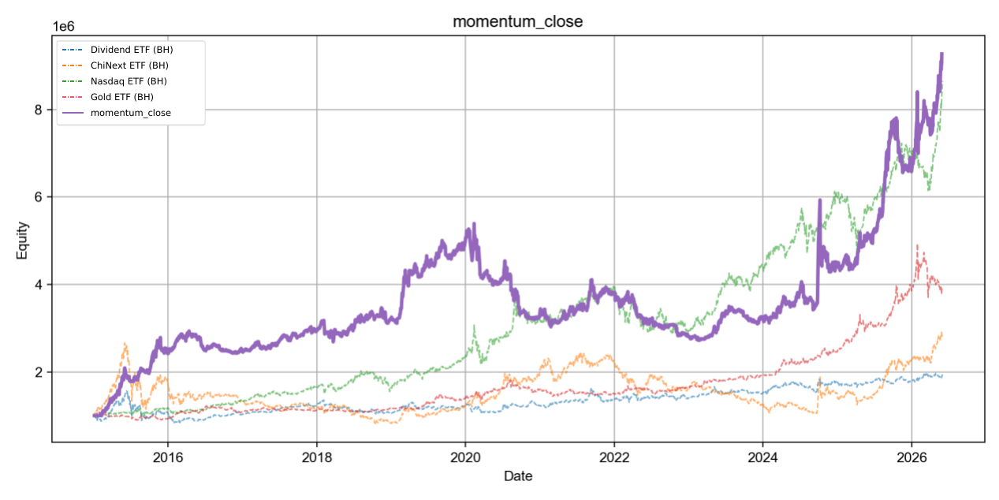 momentum_close
1e6
Dividend ETF (BH)
ChiNext ETF (BH)
Nasdaq ETF (BH)
Gold ETF (BH)
momentum_close
8
6
4
2
Equity
2016 2018 2020 2022 2024 2026
Date